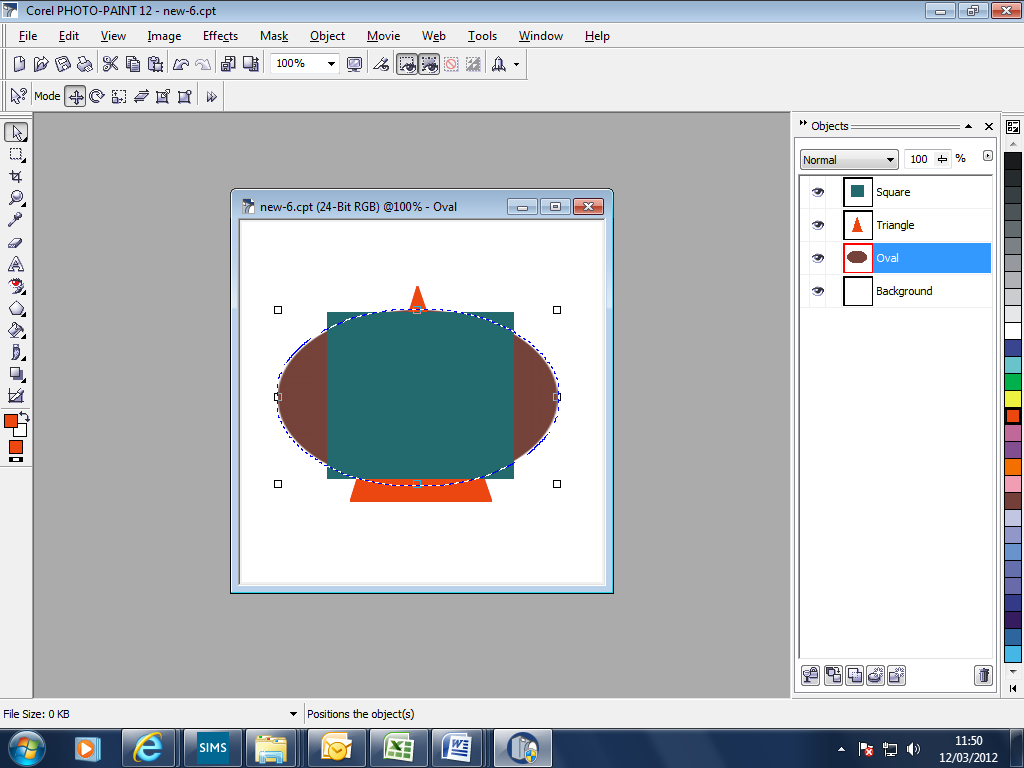 Corel PHOTO-PAINT 12 - new-6.cpt
File Edit View Image Effects Mask Object Movie Web Tools Window Help
100%
Mode
Objects
Normal 100 %
new-6.cpt (24-Bit RGB) @100% - Oval
Square
Triangle
Oval
Background
File Size: 0 KB Positions the object(s)
SIMS
11:50
12/03/2012